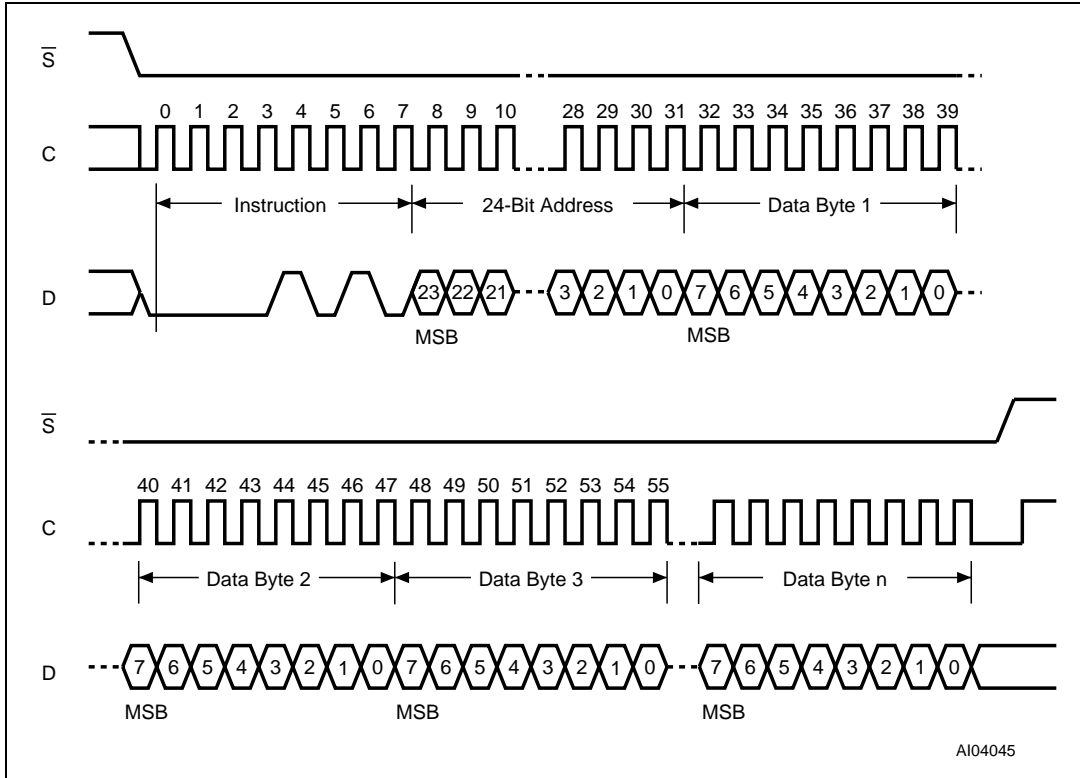 S̅
0 1 2 3 4 5 6 7 8 9 10 28 29 30 31 32 33 34 35 36 37 38 39
C
Instruction 24-Bit Address Data Byte 1
D 23 22 21 3 2 1 0 7 6 5 4 3 2 1 0
MSB MSB
S̅
40 41 42 43 44 45 46 47 48 49 50 51 52 53 54 55
C
Data Byte 2 Data Byte 3 Data Byte n
D 7 6 5 4 3 2 1 0 7 6 5 4 3 2 1 0 7 6 5 4 3 2 1 0
MSB MSB MSB
AI04045